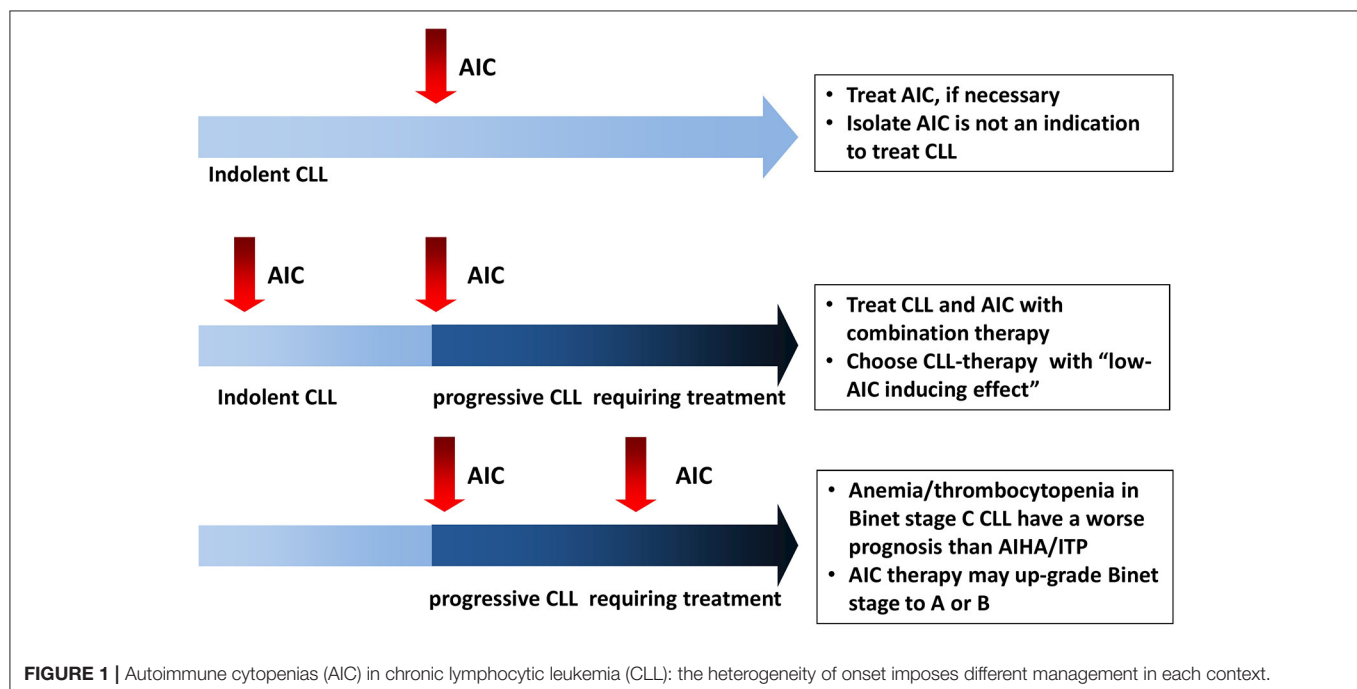 AIC
• Treat AIC, if necessary
• Isolate AIC is not an indication
to treat CLL
Indolent CLL
AIC
AIC
• Treat CLL and AIC with
combination therapy
• Choose CLL-therapy with “low-
AIC inducing effect”
Indolent CLL
progressive CLL requiring treatment
AIC
AIC
• Anemia/thrombocytopenia in
Binet stage C CLL have a worse
prognosis than AIHA/ITP
• AIC therapy may up-grade Binet
stage to A or B
progressive CLL requiring treatment
FIGURE 1 | Autoimmune cytopenias (AIC) in chronic lymphocytic leukemia (CLL): the heterogeneity of onset imposes different management in each context.